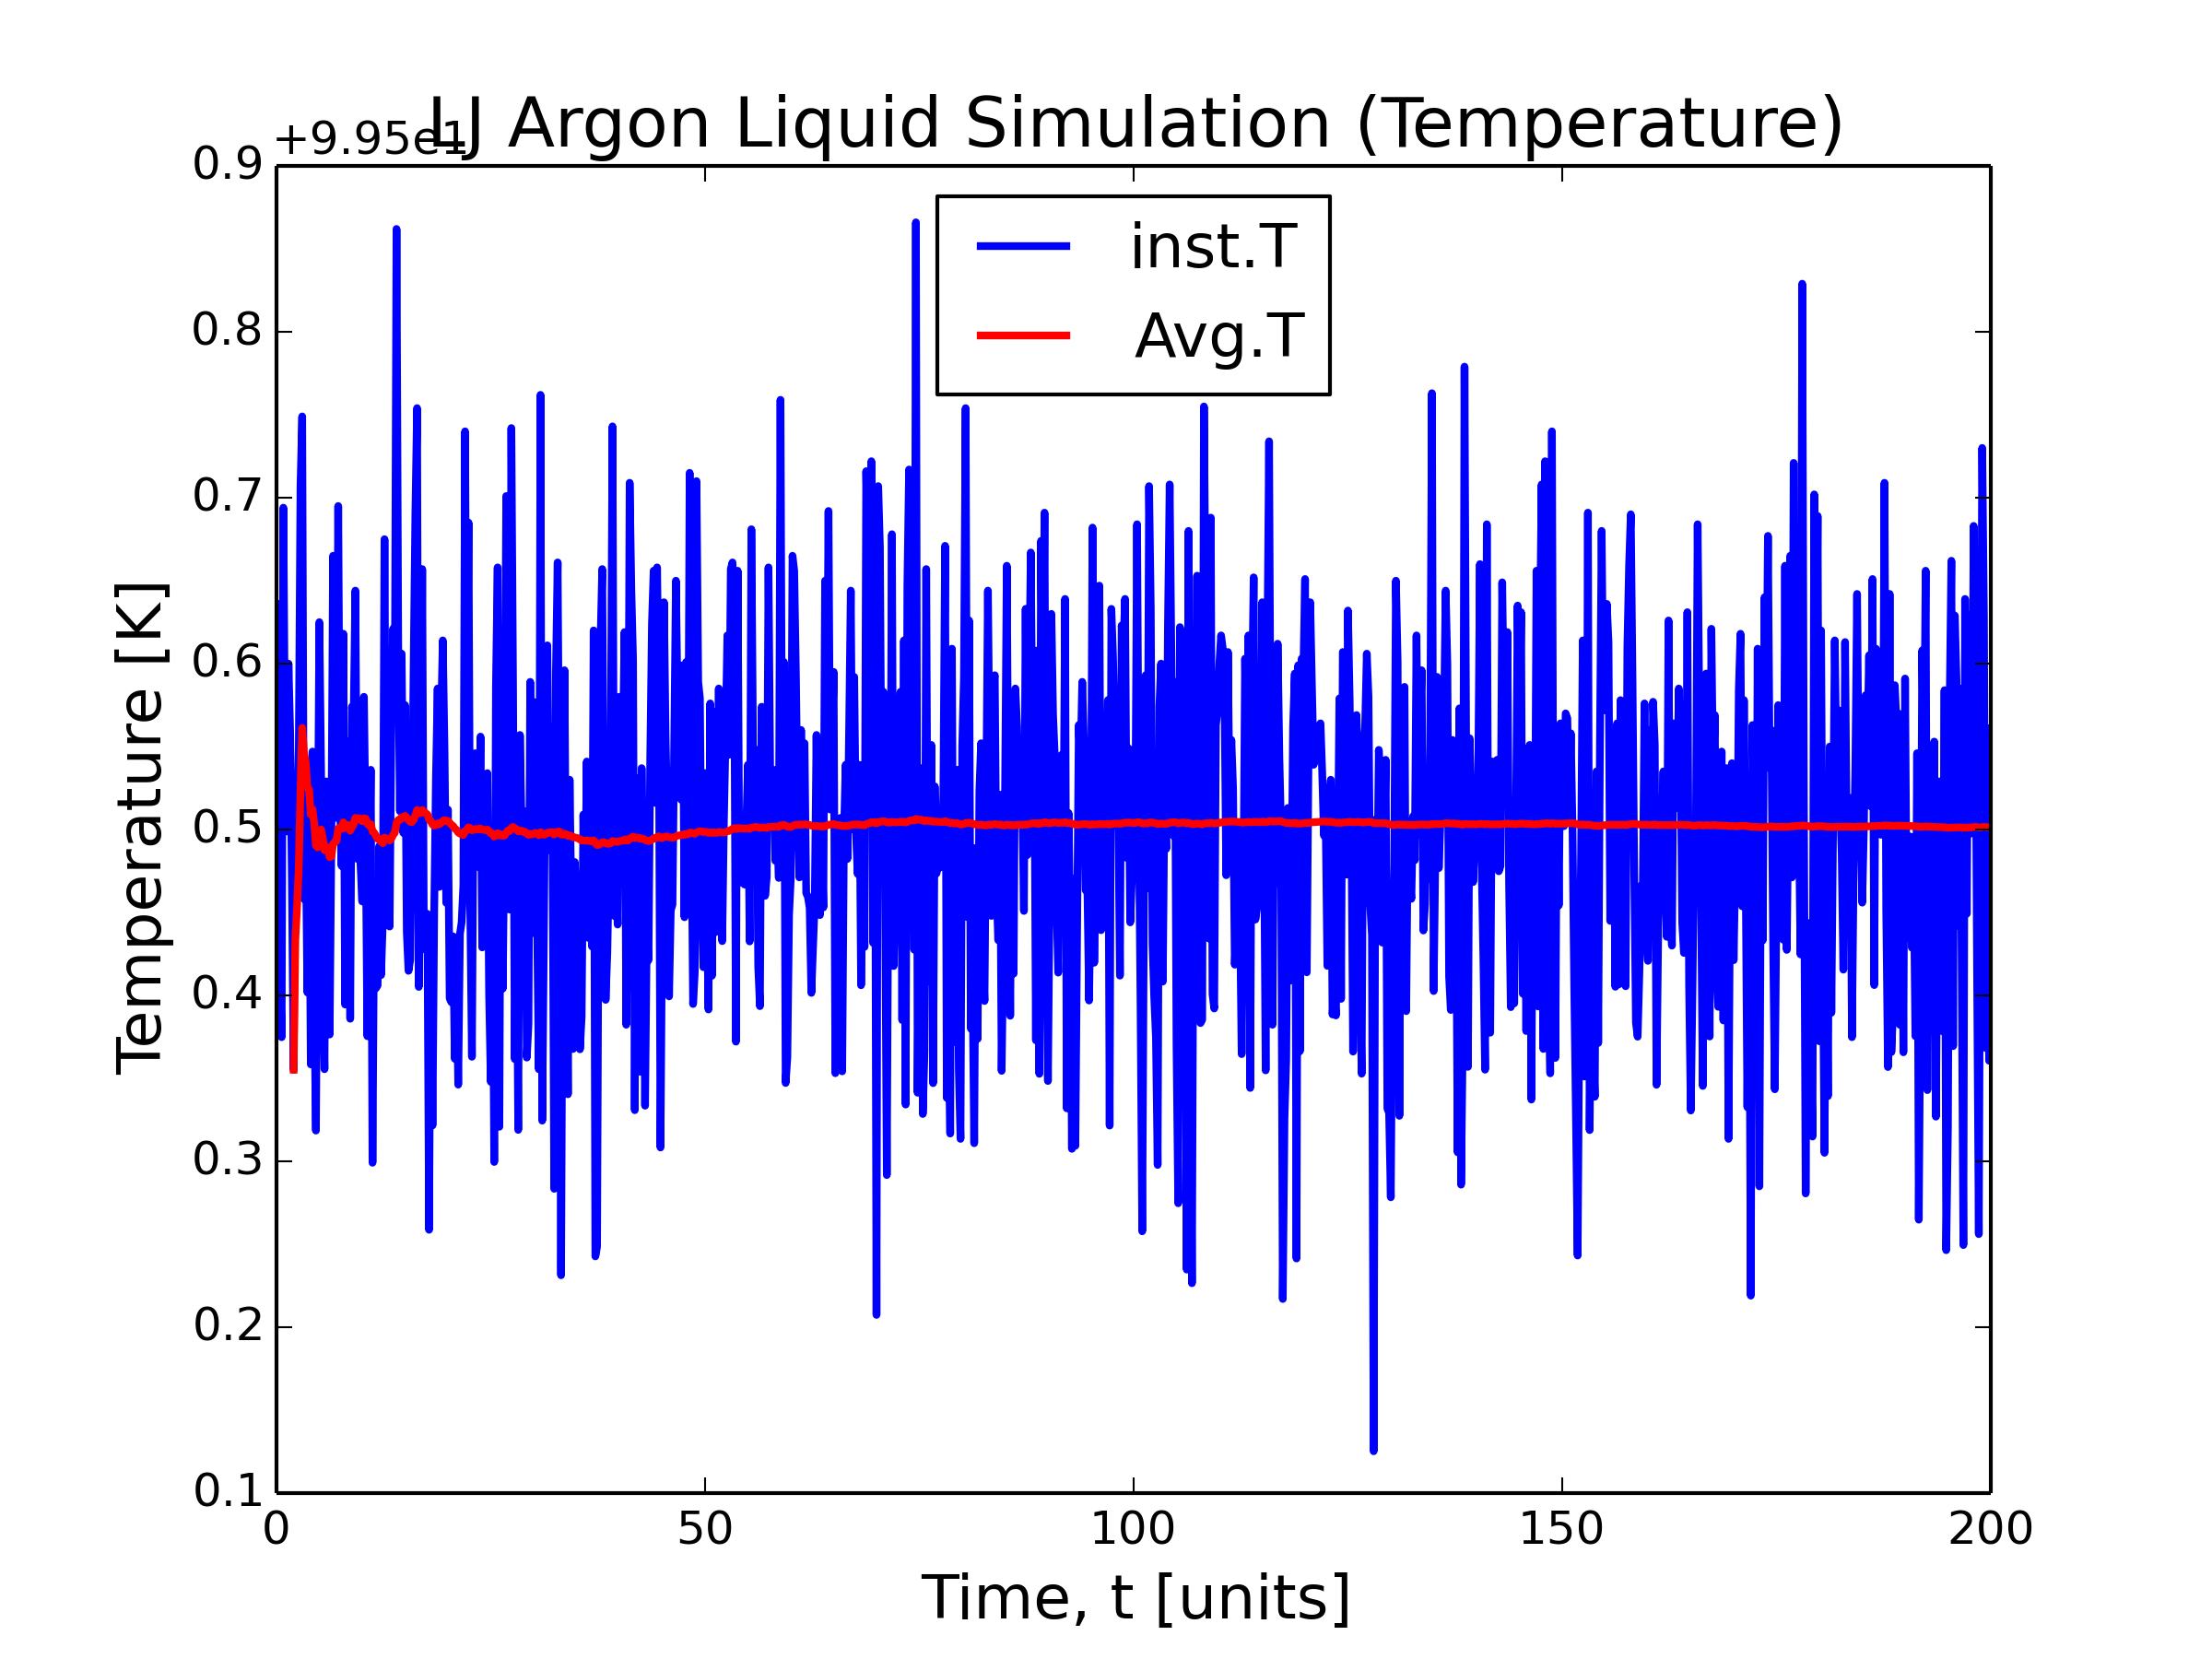 LJ Argon Liquid Simulation (Temperature)
+9.95e1
0.9
0.8
0.7
0.6
0.5
0.4
0.3
0.2
0.1
Temperature [K]
inst.T
Avg.T
0 50 100 150 200
Time, t [units]